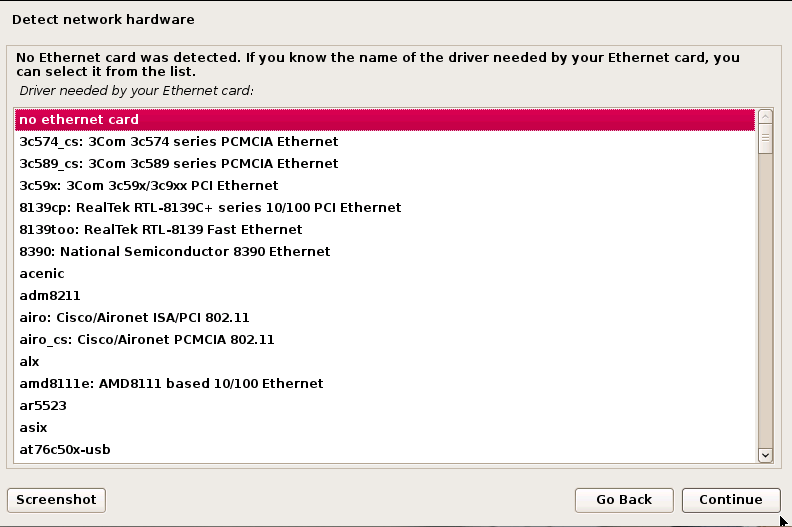 Detect network hardware
No Ethernet card was detected. If you know the name of the driver needed by your Ethernet card, you
can select it from the list.
Driver needed by your Ethernet card:
no ethernet card
3c574_cs: 3Com 3c574 series PCMCIA Ethernet
3c589_cs: 3Com 3c589 series PCMCIA Ethernet
3c59x: 3Com 3c59x/3c9xx PCI Ethernet
8139cp: RealTek RTL-8139C+ series 10/100 PCI Ethernet
8139too: RealTek RTL-8139 Fast Ethernet
8390: National Semiconductor 8390 Ethernet
acenic
adm8211
airo: Cisco/Aironet ISA/PCI 802.11
airo_cs: Cisco/Aironet PCMCIA 802.11
alx
amd8111e: AMD8111 based 10/100 Ethernet
ar5523
asix
at76c50x-usb
Screenshot
Go Back
Continue